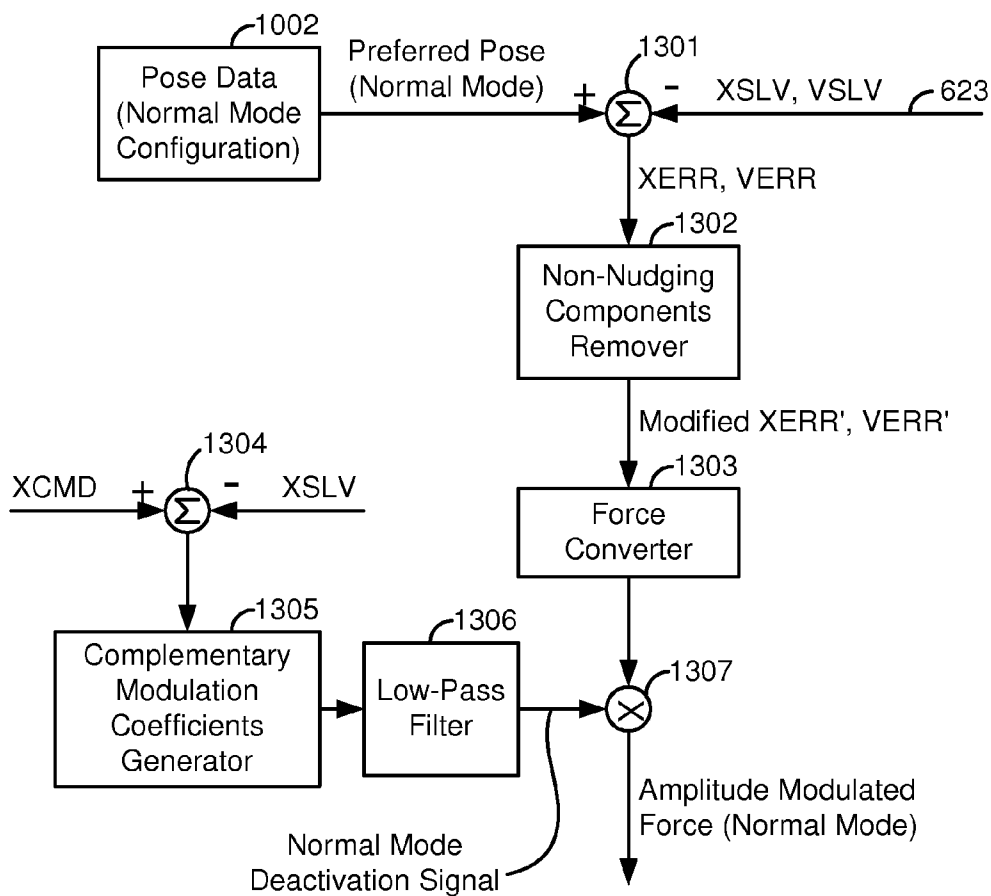 1002
Pose Data
(Normal Mode
Configuration)
Preferred Pose
(Normal Mode)
+
1301
Σ
-
XSLV, VSLV
623
XERR, VERR
1302
Non-Nudging
Components
Remover
Modified XERR', VERR'
1303
Force
Converter
XCMD
+
1304
Σ
-
XSLV
1305
Complementary
Modulation
Coefficients
Generator
1306
Low-Pass
Filter
1307
X
Normal Mode
Deactivation Signal
Amplitude Modulated
Force (Normal Mode)